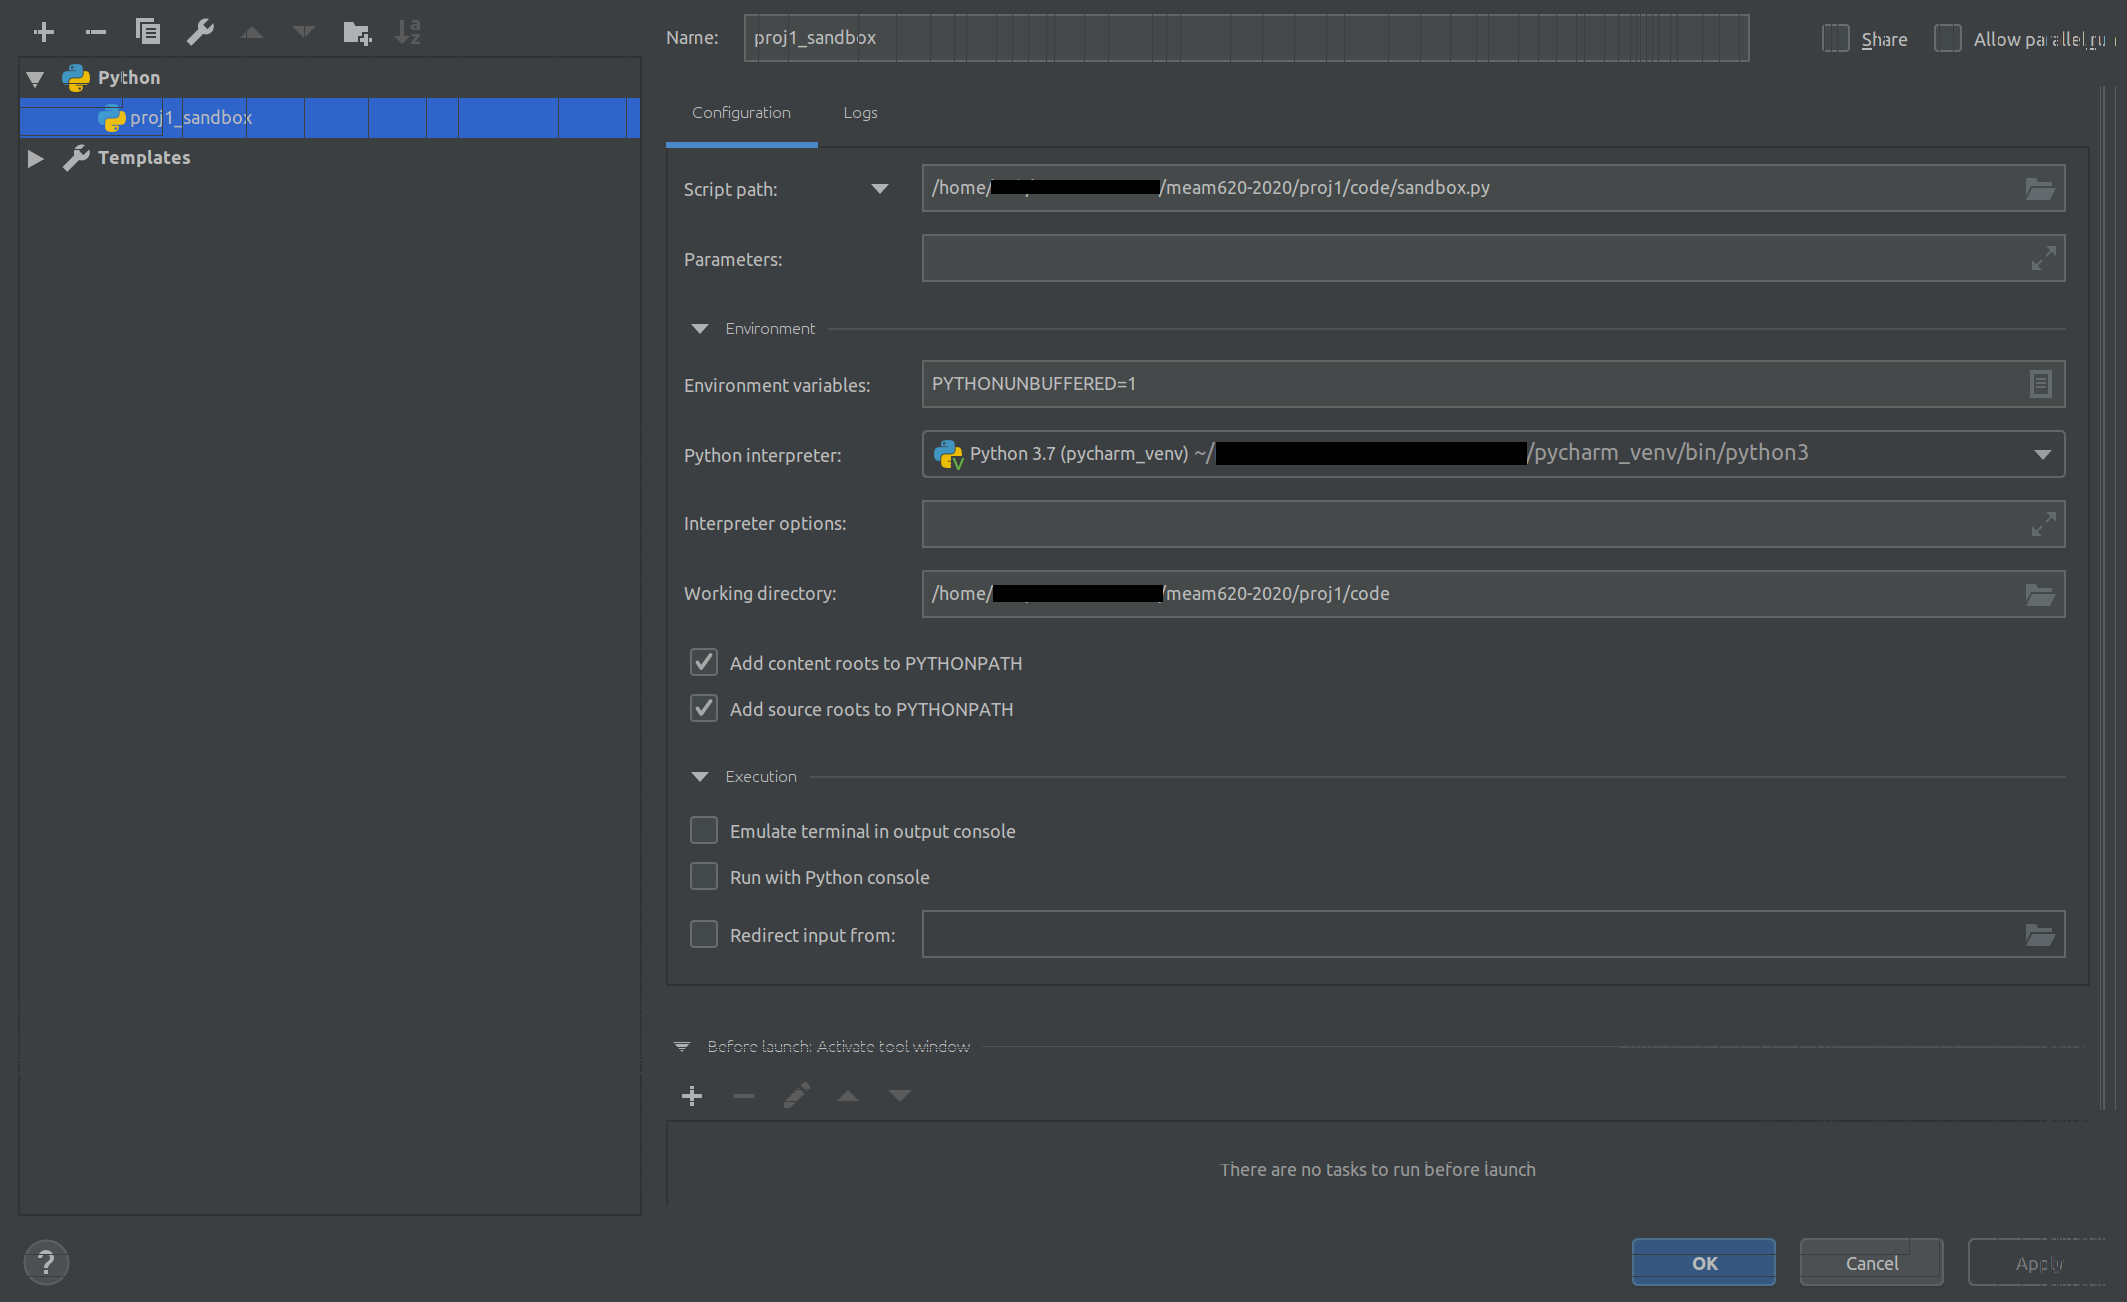 Name: proj1_sandbox Share Allow parallel run
Python
proj1_sandbox
Templates
Configuration Logs
Script path: /home/ /meam620-2020/proj1/code/sandbox.py
Parameters:
Environment
Environment variables: PYTHONUNBUFFERED=1
Python interpreter: Python 3.7 (pycharm_venv) ~/ /pycharm_venv/bin/python3
Interpreter options:
Working directory: /home/ /meam620-2020/proj1/code
Add content roots to PYTHONPATH
Add source roots to PYTHONPATH
Execution
Emulate terminal in output console
Run with Python console
Redirect input from:
Before launch: Activate tool window
There are no tasks to run before launch
? OK Cancel Apply